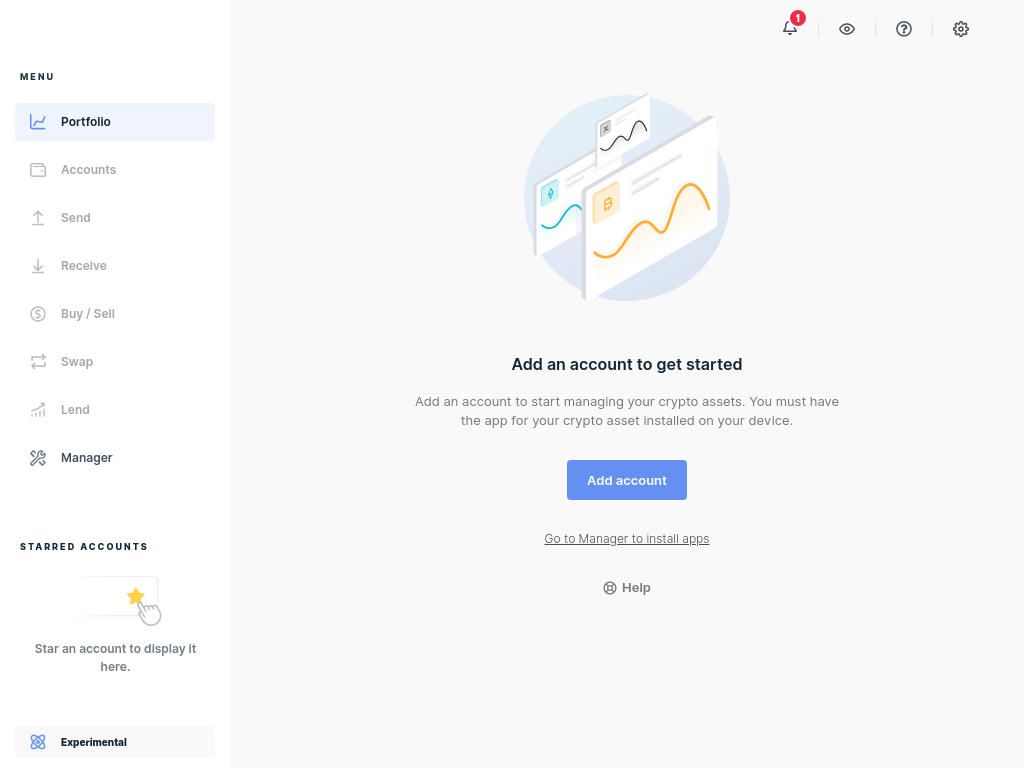 1
MENU
Portfolio
Accounts
Send
Receive
Buy / Sell
Swap
Lend
Manager
STARRED ACCOUNTS
Star an account to display it
here.
Experimental
Add an account to get started
Add an account to start managing your crypto assets. You must have
the app for your crypto asset installed on your device.
Add account
Go to Manager to install apps
Help